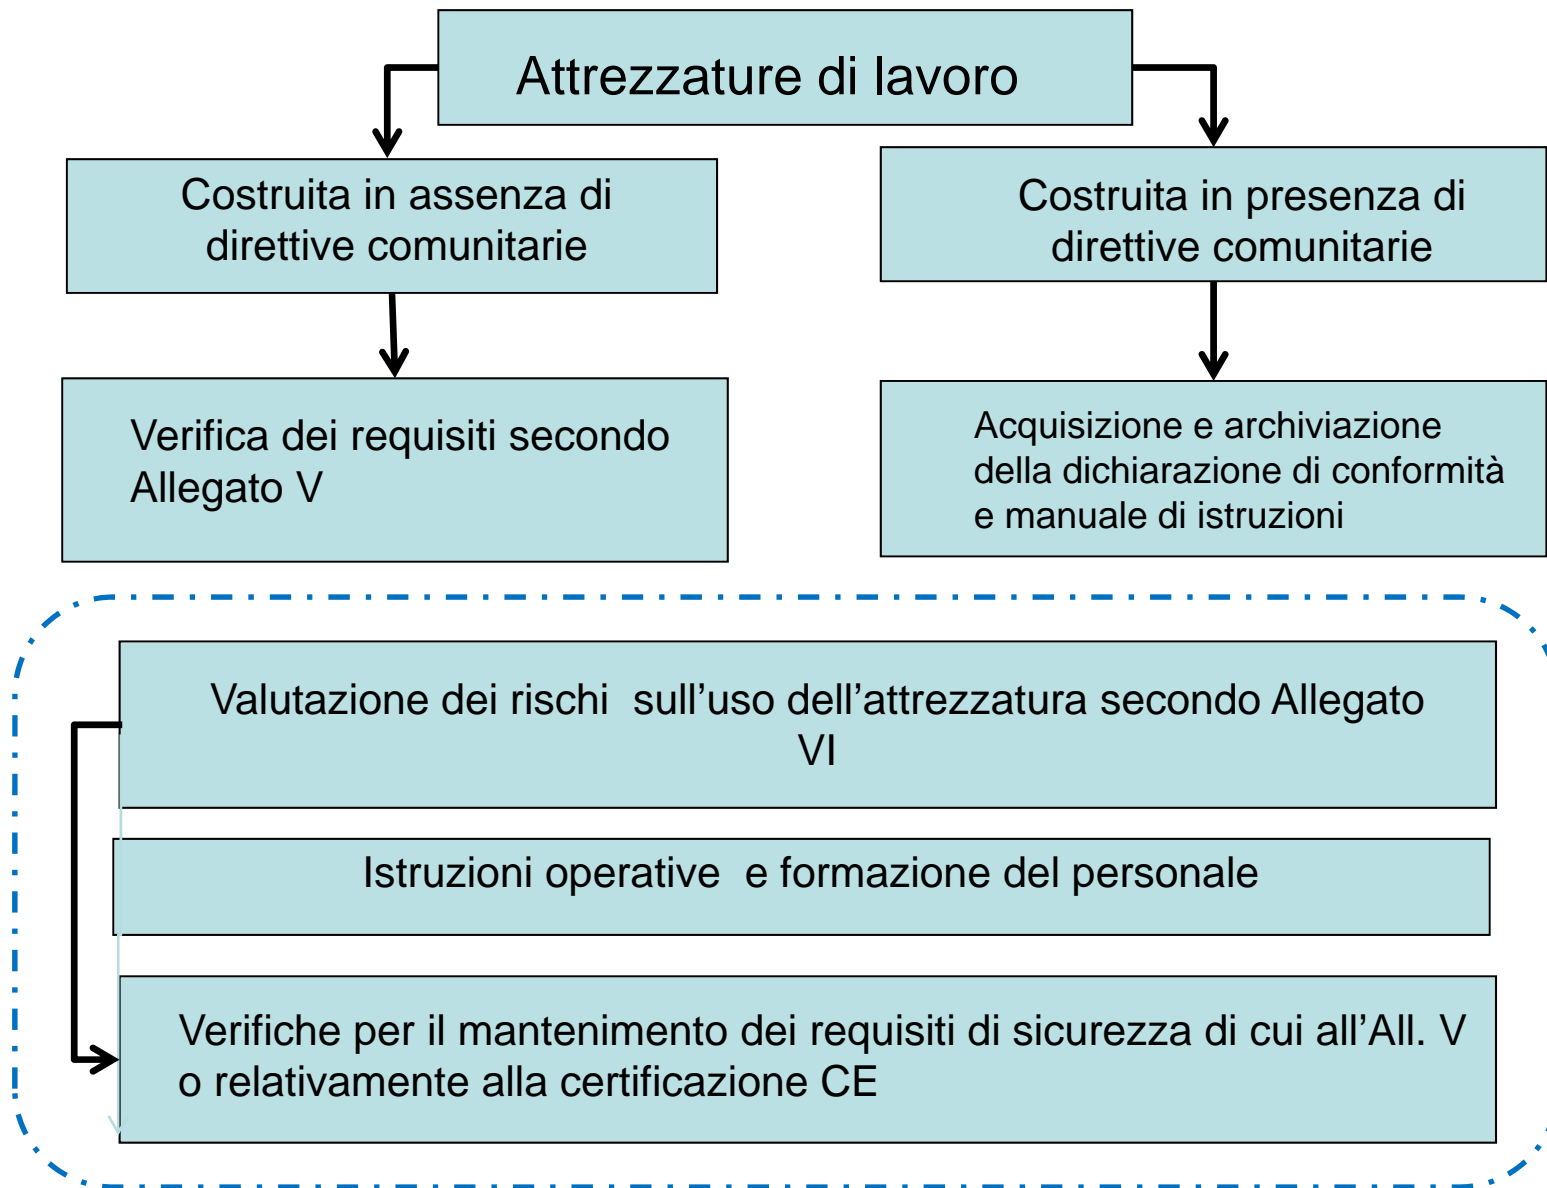 Attrezzature di lavoro
Costruita in assenza di
direttive comunitarie
Costruita in presenza di
direttive comunitarie
Verifica dei requisiti secondo
Allegato V
Acquisizione e archiviazione
della dichiarazione di conformità
e manuale di istruzioni
Valutazione dei rischi  sull’uso dell’attrezzatura secondo Allegato
VI
Istruzioni operative  e formazione del personale
Verifiche per il mantenimento dei requisiti di sicurezza di cui all’All. V
o relativamente alla certificazione CE